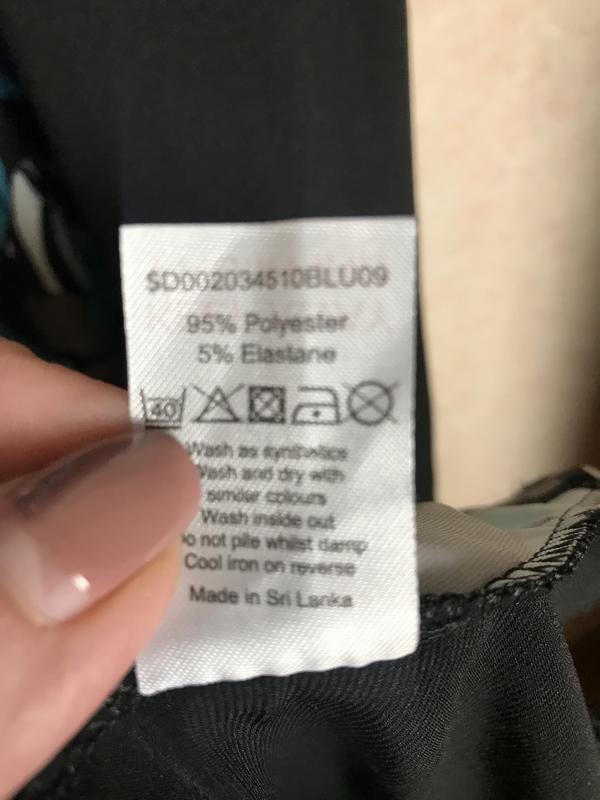 SD002034510BLU09
95% Polyester
5% Elastane
40
Wash as synthetics
Wash and dry with
similar colours
Wash inside out
Do not pile whilst damp
Cool iron on reverse
Made in Sri Lanka